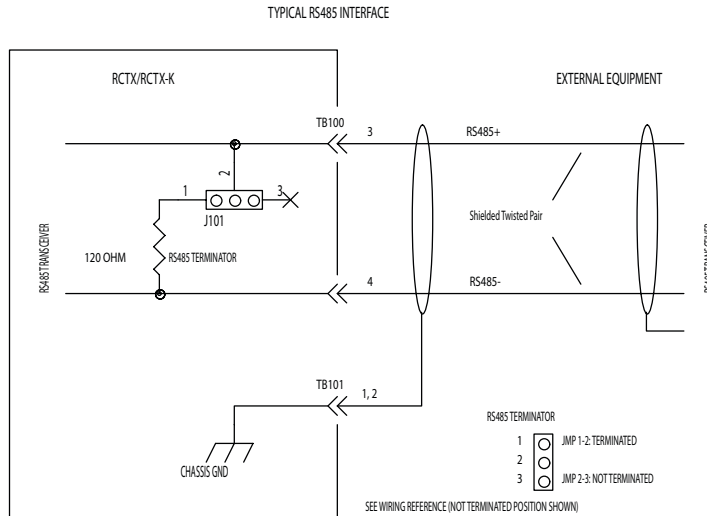 TYPICAL RS485 INTERFACE
RCTX/RCTX-K
EXTERNAL EQUIPMENT
TB100
3
RS485+
2
1
3
J101
Shielded Twisted Pair
RS485 TRANSCEIVER
120 OHM
RS485 TERMINATOR
4
RS485-
TB101
1, 2
CHASSIS GND
RS485 TERMINATOR
1
JMP 1-2: TERMINATED
2
3
JMP 2-3: NOT TERMINATED
SEE WIRING REFERENCE (NOT TERMINATED POSITION SHOWN)